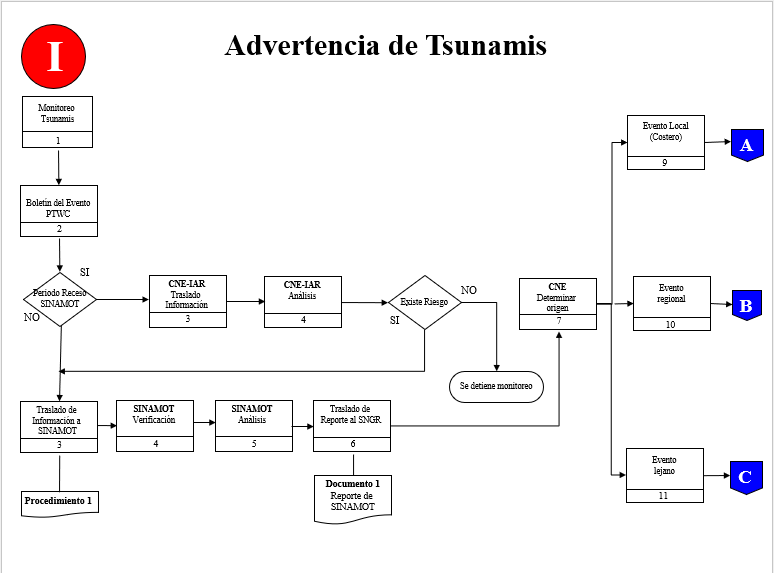 I
Advertencia de Tsunamis
Monitoreo
Tsunamis
1
Boletin del Evento
PTWC
2
Periodo Receso
SINAMOT
SI
NO
CNE-IAR
Traslado
Información
3
CNE-IAR
Análisis
4
Existe Riesgo
NO
SI
Se detiene monitoreo
CNE
Determinar
origen
7
Evento Local
(Costero)
9
A
Evento
regional
10
B
Evento
lejano
11
C
Traslado de
Información a
SINAMOT
3
SINAMOT
Verificación
4
SINAMOT
Análisis
5
Traslado de
Reporte al SNGR
6
Procedimiento 1
Documento 1
Reporte de
SINAMOT